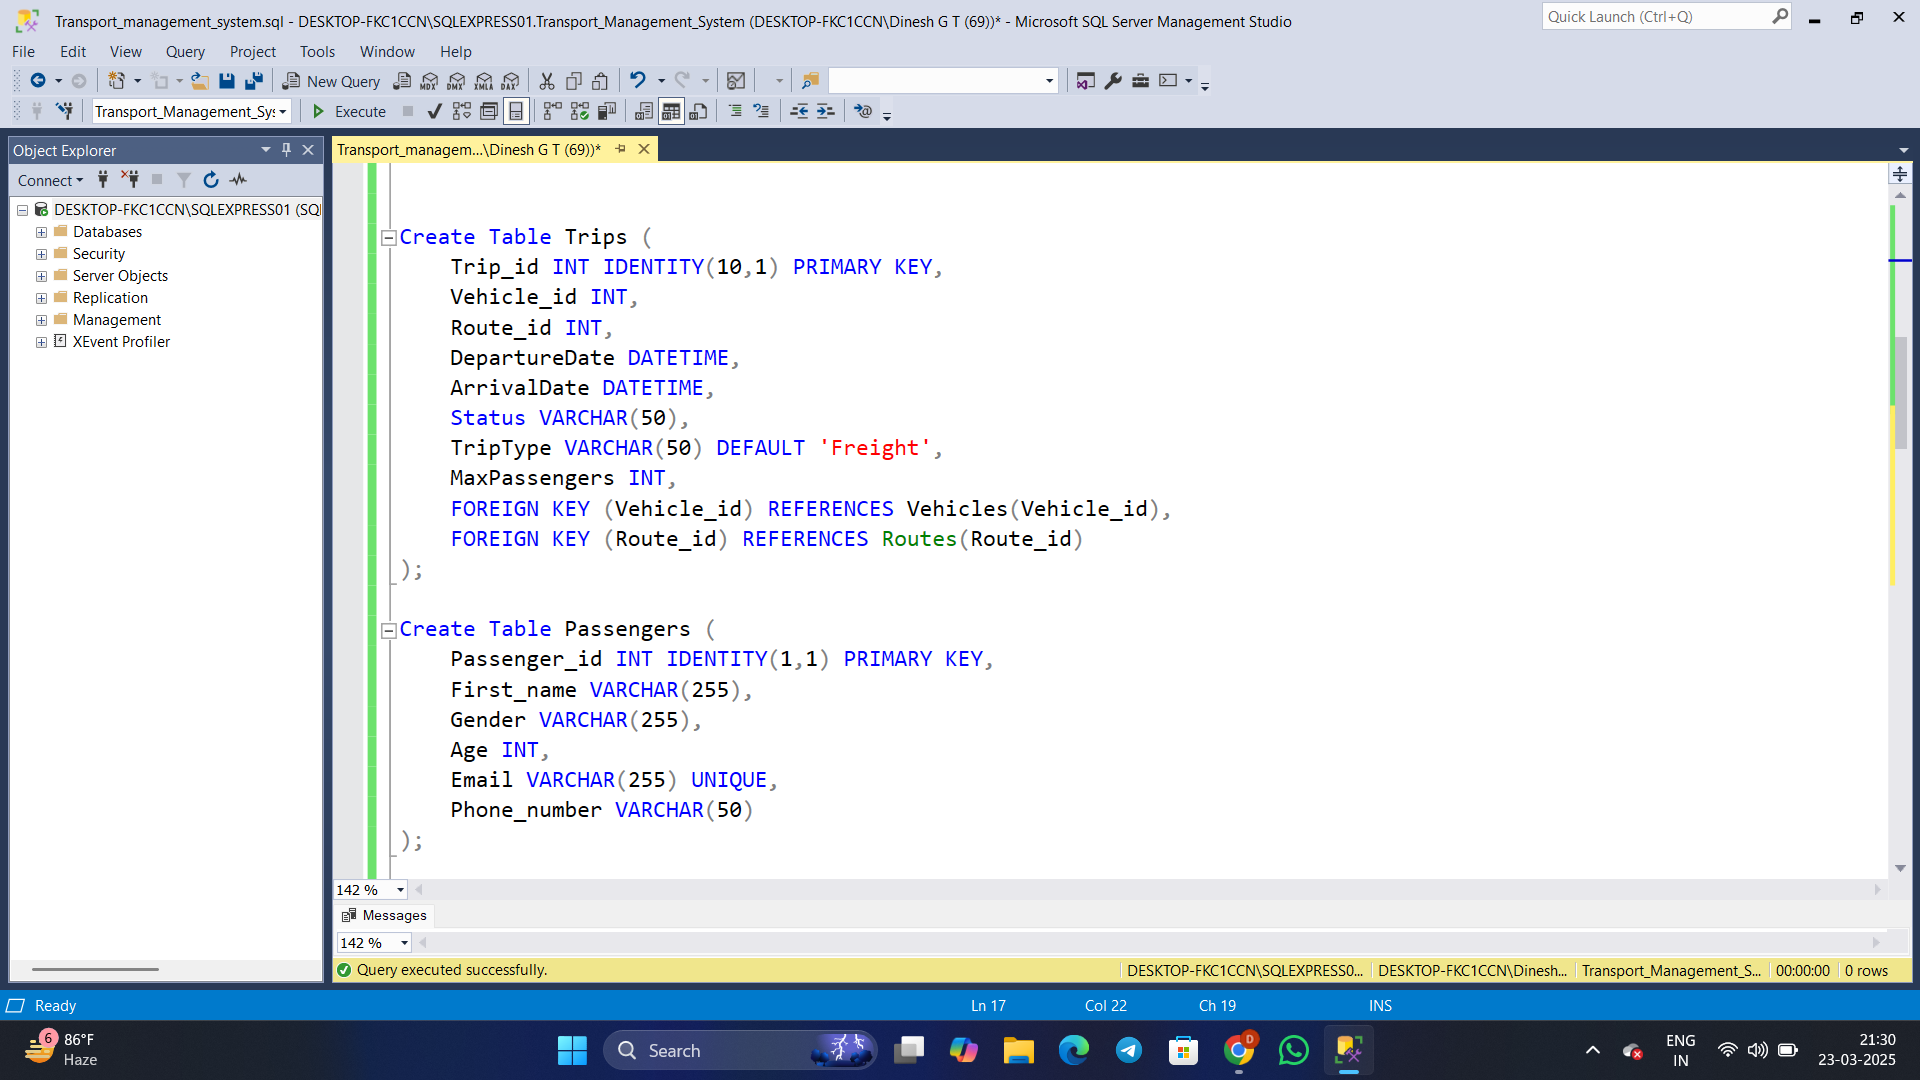 Transport_management_system.sql - DESKTOP-FKC1CCN\SQLEXPRESS01.Transport_Management_System (DESKTOP-FKC1CCN\Dinesh G T (69))* - Microsoft SQL Server Management Studio
Quick Launch (Ctrl+Q)
File Edit View Query Project Tools Window Help
New Query
MDX DMX XMLA DAX
Transport_Management_Sys
Execute
Object Explorer
Transport_managem...\Dinesh G T (69))*
Connect
DESKTOP-FKC1CCN\SQLEXPRESS01 (SQL
Databases
Security
Server Objects
Replication
Management
XEvent Profiler
Create Table Trips (
Trip_id INT IDENTITY(10,1) PRIMARY KEY,
Vehicle_id INT,
Route_id INT,
DepartureDate DATETIME,
ArrivalDate DATETIME,
Status VARCHAR(50),
TripType VARCHAR(50) DEFAULT 'Freight',
MaxPassengers INT,
FOREIGN KEY (Vehicle_id) REFERENCES Vehicles(Vehicle_id),
FOREIGN KEY (Route_id) REFERENCES Routes(Route_id)
);
Create Table Passengers (
Passenger_id INT IDENTITY(1,1) PRIMARY KEY,
First_name VARCHAR(255),
Gender VARCHAR(255),
Age INT,
Email VARCHAR(255) UNIQUE,
Phone_number VARCHAR(50)
);
142 %
Messages
142 %
Query executed successfully.
DESKTOP-FKC1CCN\SQLEXPRESS0... DESKTOP-FKC1CCN\Dinesh... Transport_Management_S... 00:00:00 0 rows
Ready
Ln 17 Col 22 Ch 19 INS
6
86°F
Haze
Search
D
ENG
IN
21:30
23-03-2025